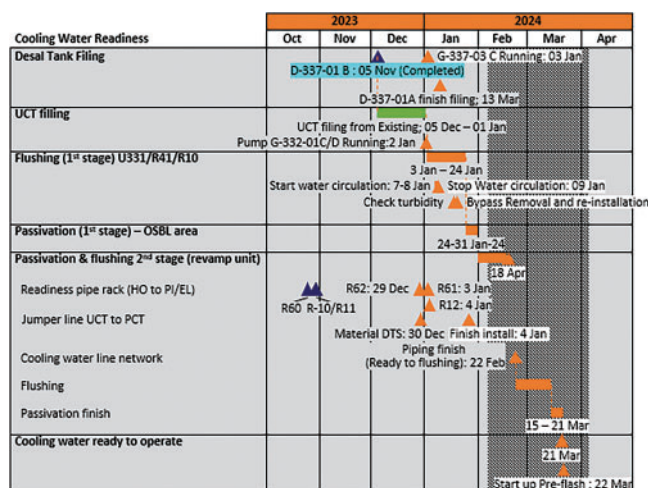 2023 2024
Cooling Water Readiness Oct Nov Dec Jan Feb Mar Apr
Desal Tank Filing G-337-03 C Running: 03 Jan
D-337-01 B : 05 Nov (Completed)
D-337-01A finish filing; 13 Mar
UCT filling
UCT filing from Existing; 05 Dec – 01 Jan
Pump G-332-01C/D Running:2 Jan
Flushing (1st stage) U331/R41/R10
3 Jan – 24 Jan
Start water circulation: 7-8 Jan Stop Water circulation: 09 Jan
Check turbidity Bypass Removal and re-installation
Passivation (1st stage) – OSBL area
24-31 Jan-24
Passivation & flushing 2nd stage (revamp unit)
18 Apr
Readiness pipe rack (HO to PI/EL) R62: 29 Dec R61: 3 Jan
R60 R-10/R11 R12: 4 Jan
Jumper line UCT to PCT
Material DTS: 30 Dec Finish install: 4 Jan
Piping finish
Cooling water line network (Ready to flushing): 22 Feb
Flushing
Passivation finish
15 – 21 Mar
Cooling water ready to operate
21 Mar
Start up Pre-flash : 22 Mar